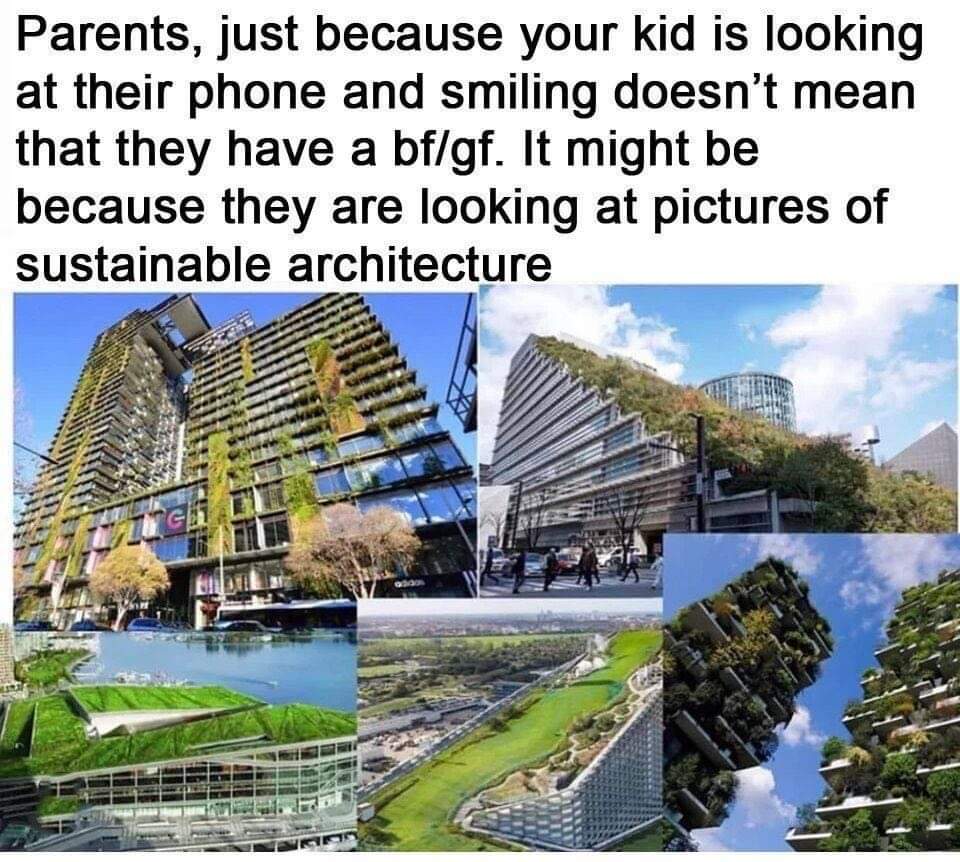 Parents, just because your kid is looking
at their phone and smiling doesn’t mean
that they have a bf/gf. It might be
because they are looking at pictures of
sustainable architecture
G
adidas